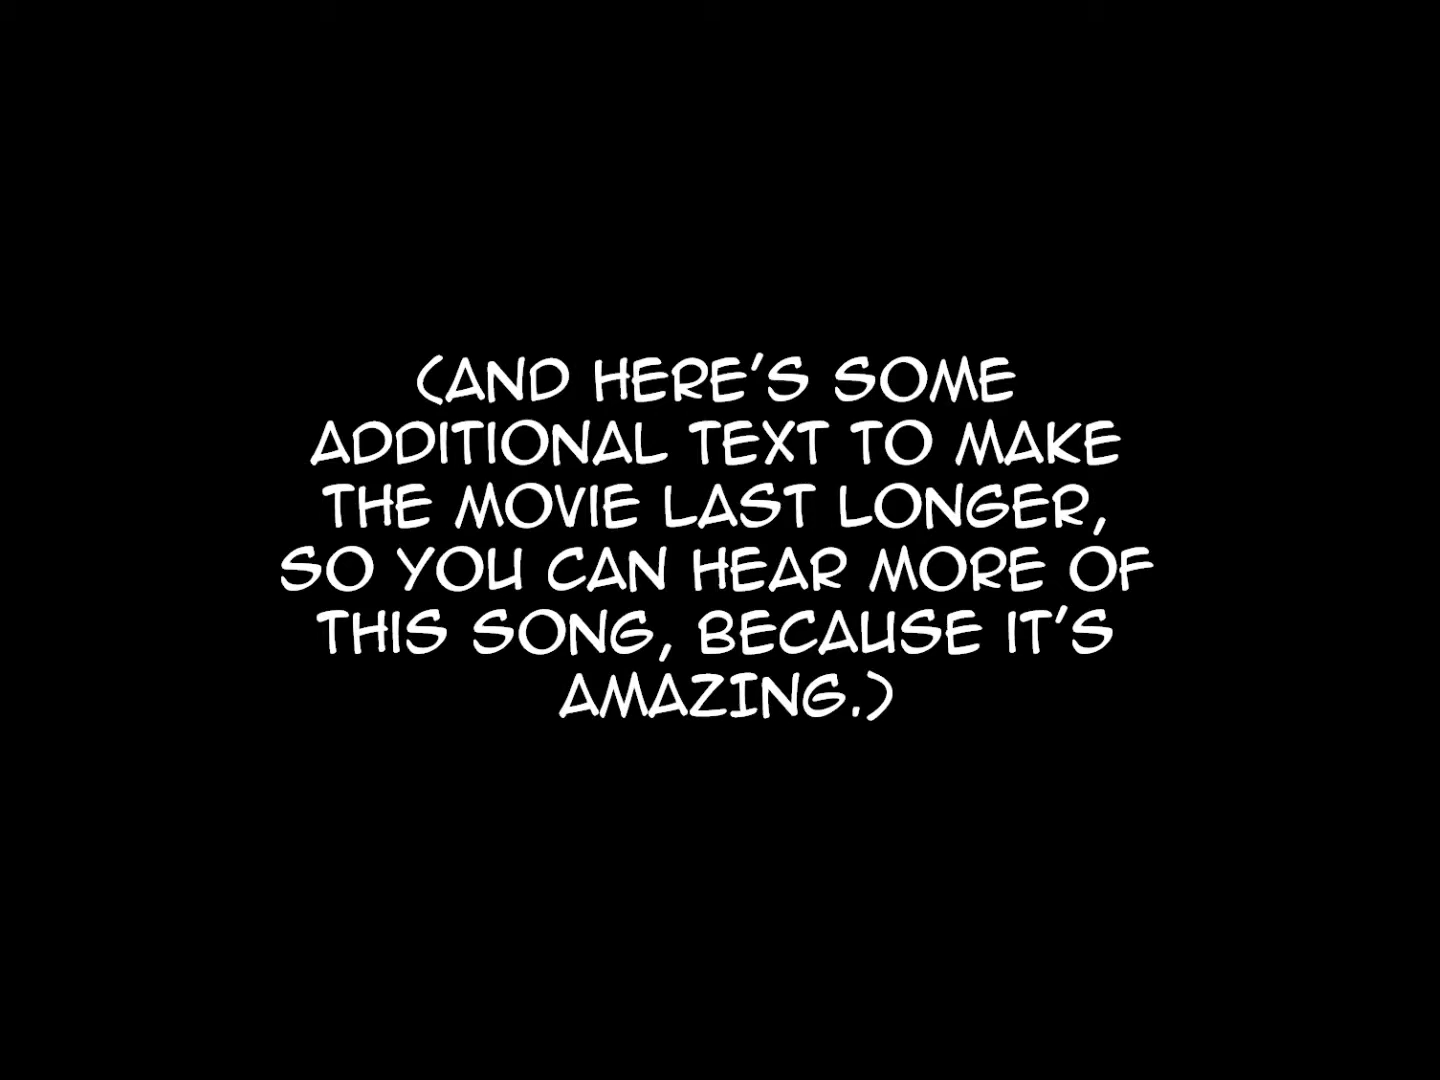 (AND HERE'S SOME
ADDITIONAL TEXT TO MAKE
THE MOVIE LAST LONGER,
SO YOU CAN HEAR MORE OF
THIS SONG, BECAUSE IT'S
AMAZING.)